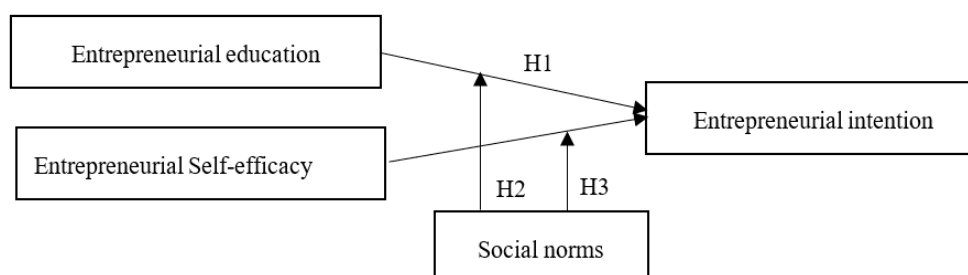 Entrepreneurial education
H1
Entrepreneurial intention
Entrepreneurial Self-efficacy
H2
H3
Social norms